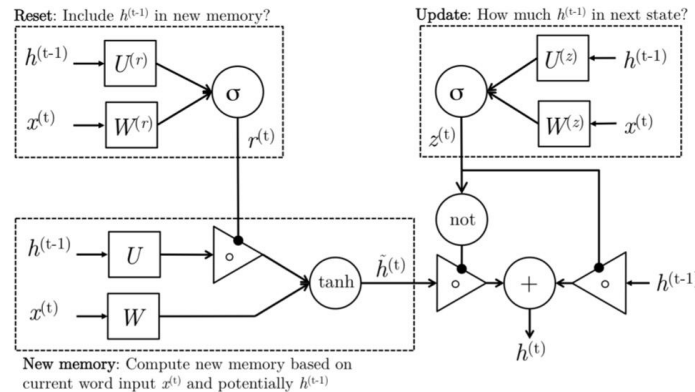 Reset: Include h(t-1) in new memory?
Update: How much h(t-1) in next state?
h(t-1)
U(r)
x(t)
W(r)
σ
r(t)
σ
z(t)
U(z)
h(t-1)
W(z)
x(t)
not
h(t-1)
U
x(t)
W
tanh
h̃(t)
+
h(t-1
h(t)
New memory: Compute new memory based on
current word input x(t) and potentially h(t-1)